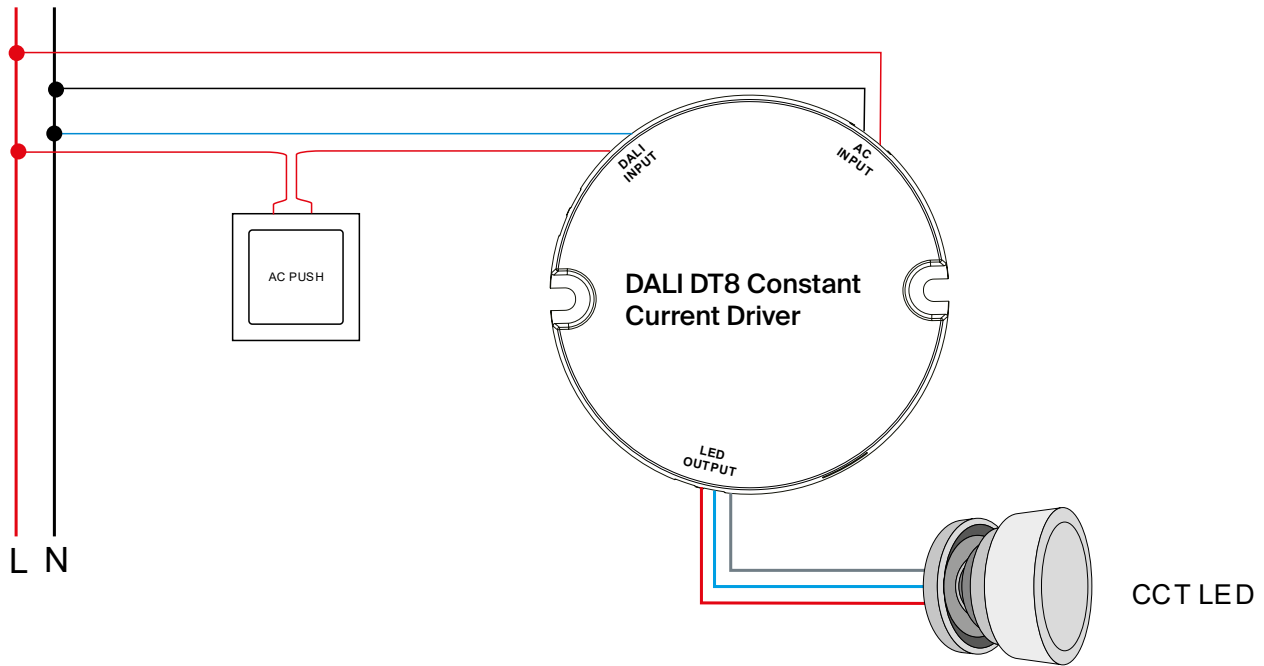 DALI
INPUT
AC
INPUT
AC PUSH
DALI DT8 Constant
Current Driver
LED
OUTPUT
L N
CCT LED